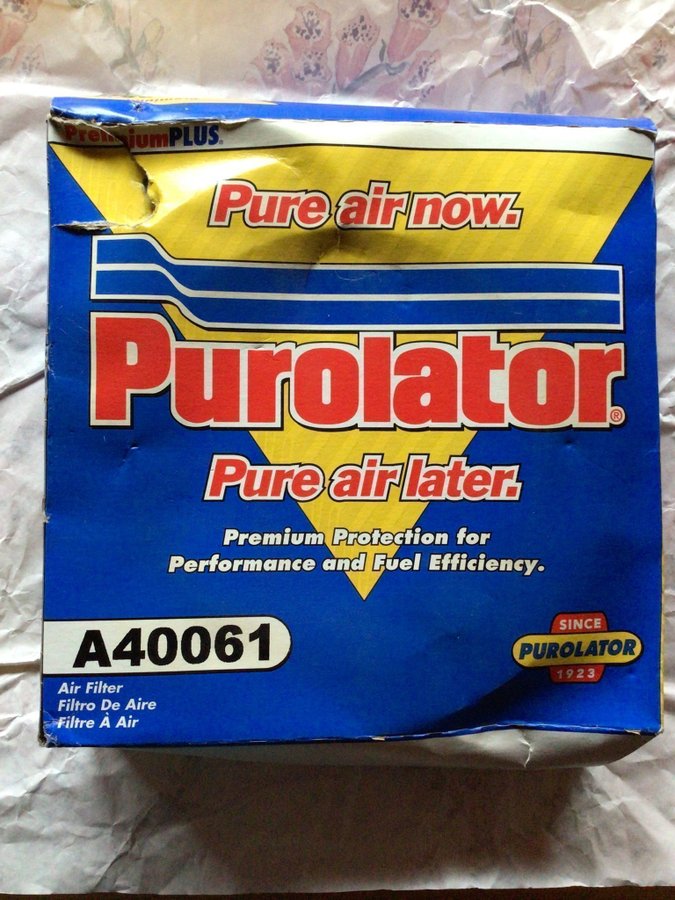 PremiumPLUS®
Pure air now.
Purolator®
Pure air later.
Premium Protection for
Performance and Fuel Efficiency.
A40061
Air Filter
Filtro De Aire
Filtre À Air
SINCE
PUROLATOR
1923